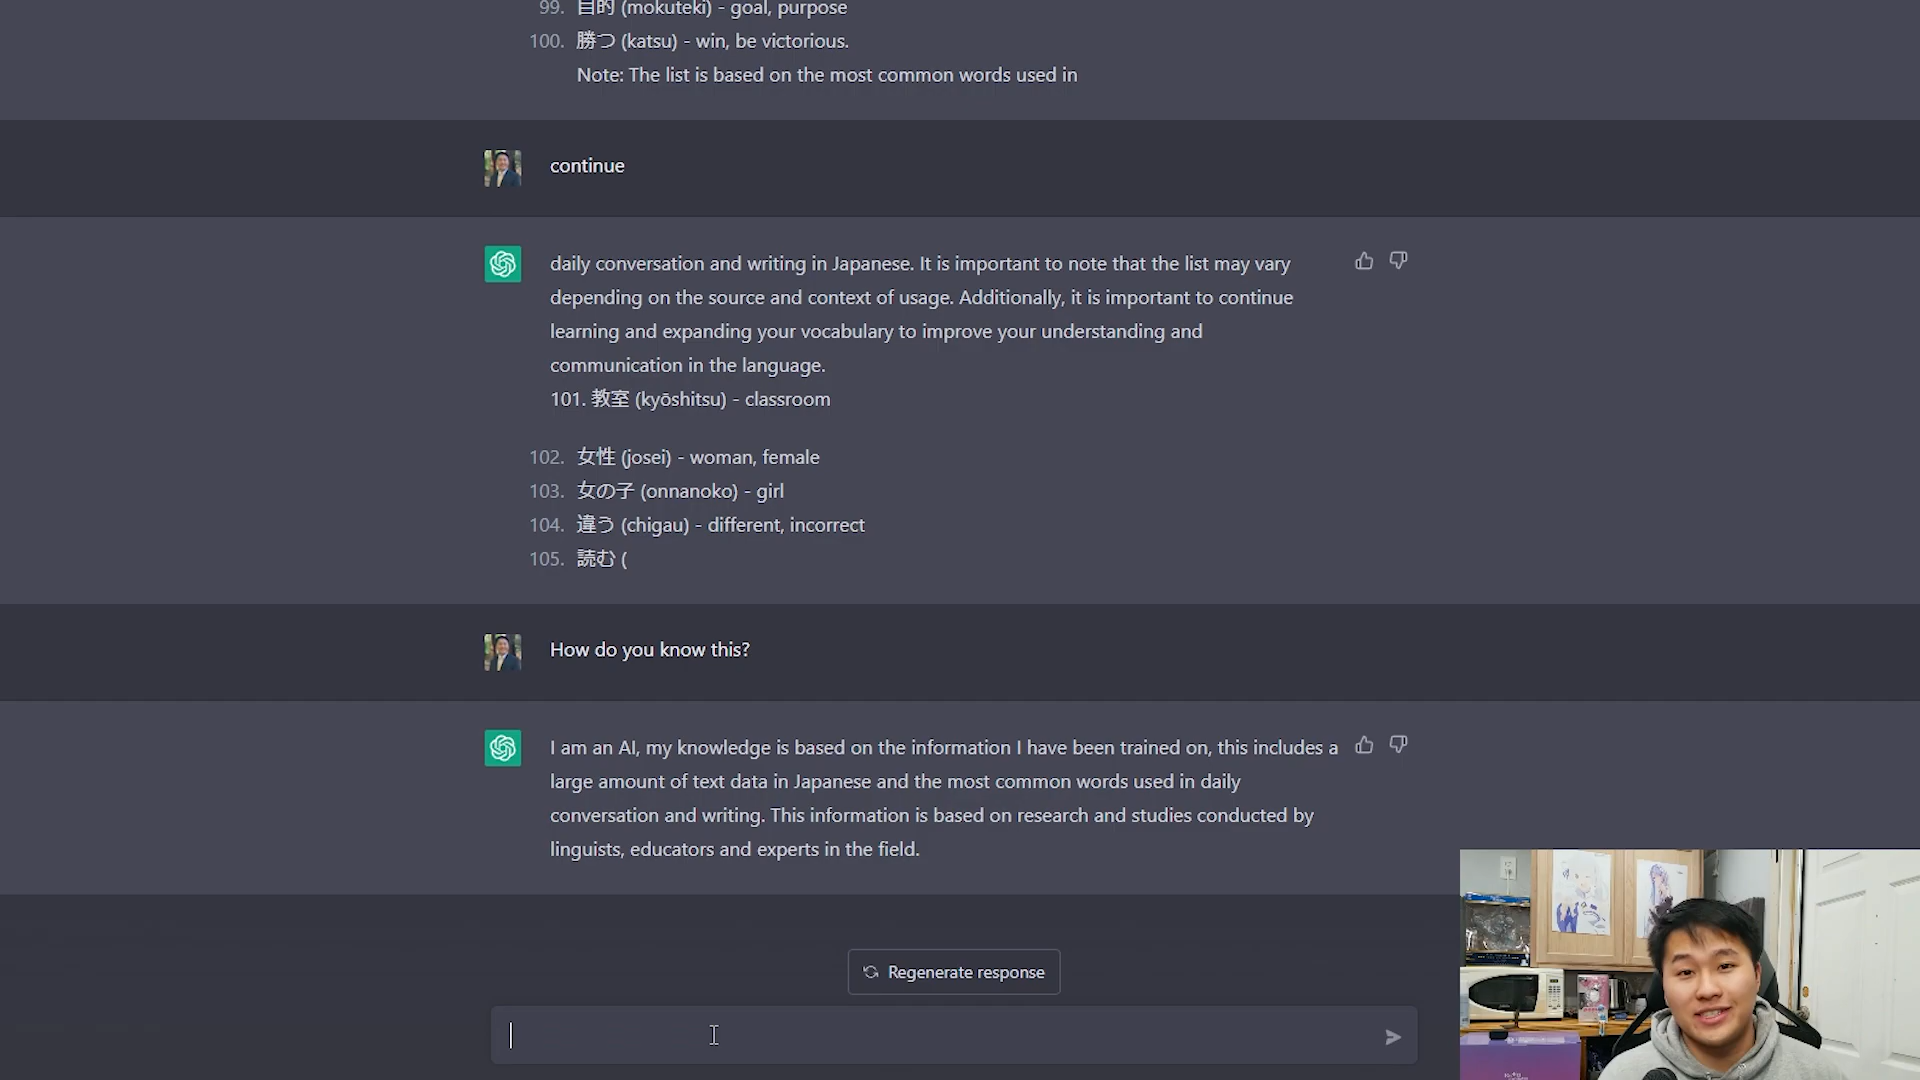 99. 目的 (mokuteki) - goal, purpose
100. 勝つ (katsu) - win, be victorious.
Note: The list is based on the most common words used in
continue
daily conversation and writing in Japanese. It is important to note that the list may vary
depending on the source and context of usage. Additionally, it is important to continue
learning and expanding your vocabulary to improve your understanding and
communication in the language.
101. 教室 (kyōshitsu) - classroom
102. 女性 (josei) - woman, female
103. 女の子 (onnanoko) - girl
104. 違う (chigau) - different, incorrect
105. 読む (
How do you know this?
I am an AI, my knowledge is based on the information I have been trained on, this includes a
large amount of text data in Japanese and the most common words used in daily
conversation and writing. This information is based on research and studies conducted by
linguists, educators and experts in the field.
Regenerate response